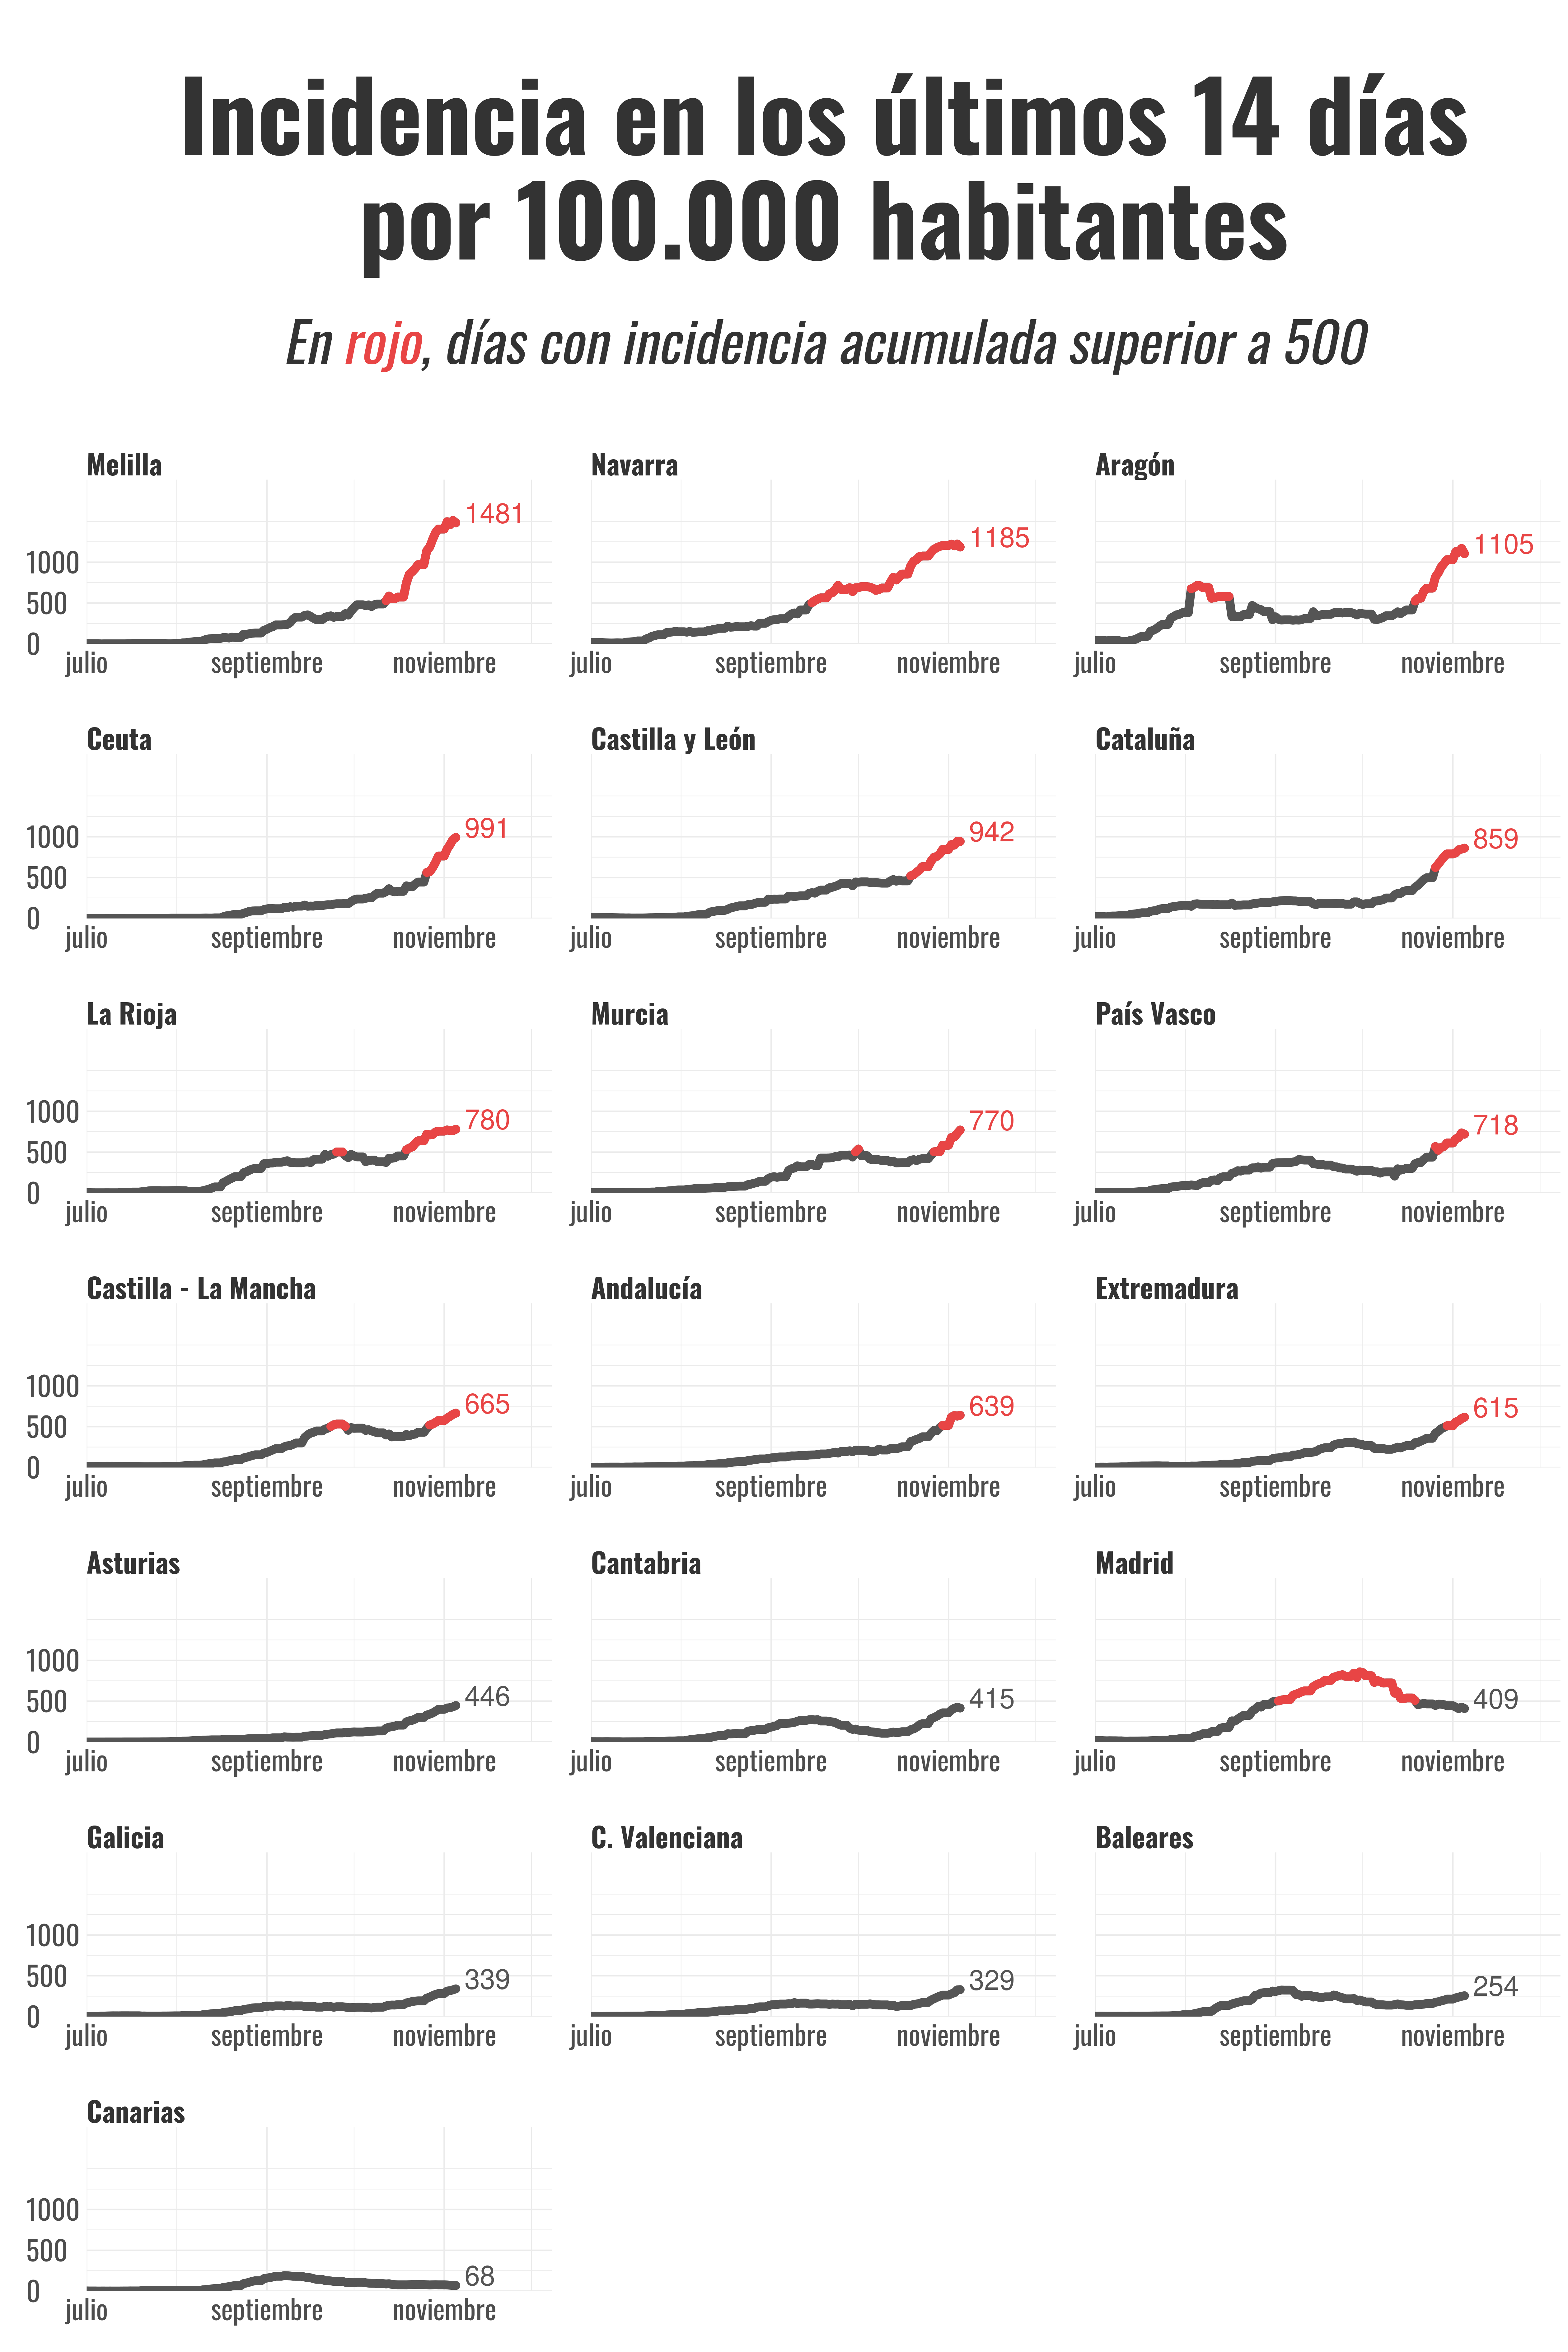 Incidencia en los últimos 14 días
por 100.000 habitantes
En rojo, días con incidencia acumulada superior a 500
Melilla
1481
1000
500
0
julio septiembre noviembre
Navarra
1185
julio septiembre noviembre
Aragón
1105
julio septiembre noviembre
Ceuta
991
1000
500
0
julio septiembre noviembre
Castilla y León
942
julio septiembre noviembre
Cataluña
859
julio septiembre noviembre
La Rioja
780
1000
500
0
julio septiembre noviembre
Murcia
770
julio septiembre noviembre
País Vasco
718
julio septiembre noviembre
Castilla - La Mancha
665
1000
500
0
julio septiembre noviembre
Andalucía
639
julio septiembre noviembre
Extremadura
615
julio septiembre noviembre
Asturias
446
1000
500
0
julio septiembre noviembre
Cantabria
415
julio septiembre noviembre
Madrid
409
julio septiembre noviembre
Galicia
339
1000
500
0
julio septiembre noviembre
C. Valenciana
329
julio septiembre noviembre
Baleares
254
julio septiembre noviembre
Canarias
68
1000
500
0
julio septiembre noviembre